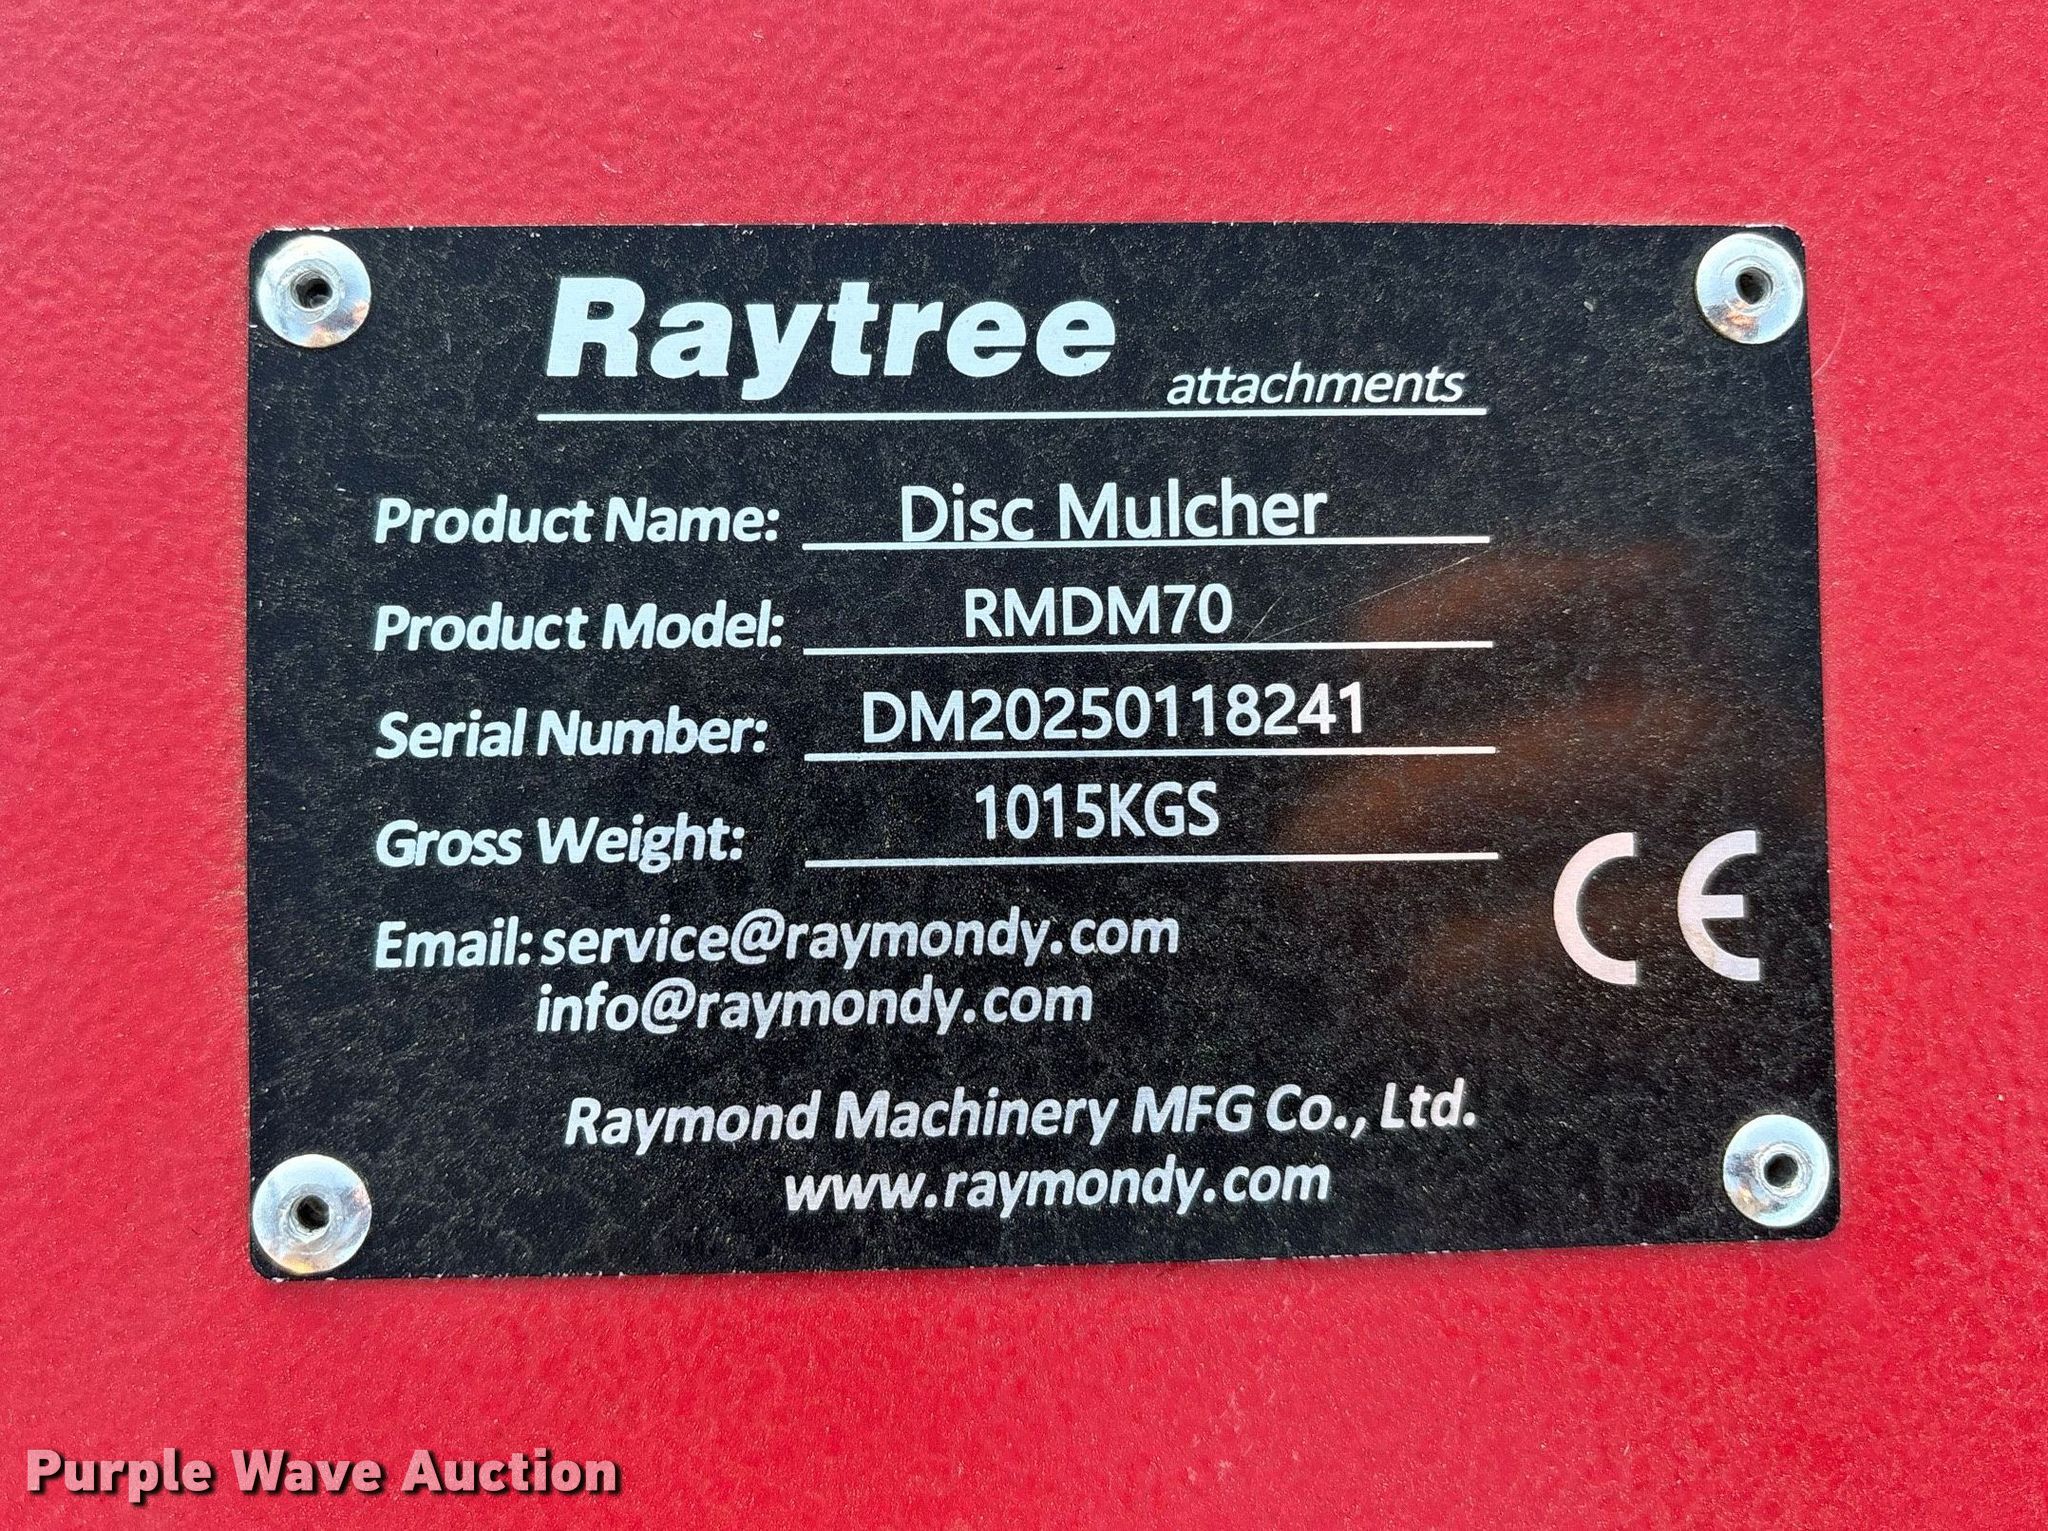 Raytree attachments
Product Name: Disc Mulcher
Product Model: RMDM70
Serial Number: DM20250118241
Gross Weight: 1015KGS
Email: service@raymondy.com
info@raymondy.com
CE
Raymond Machinery MFG Co., Ltd.
www.raymondy.com
Purple Wave Auction